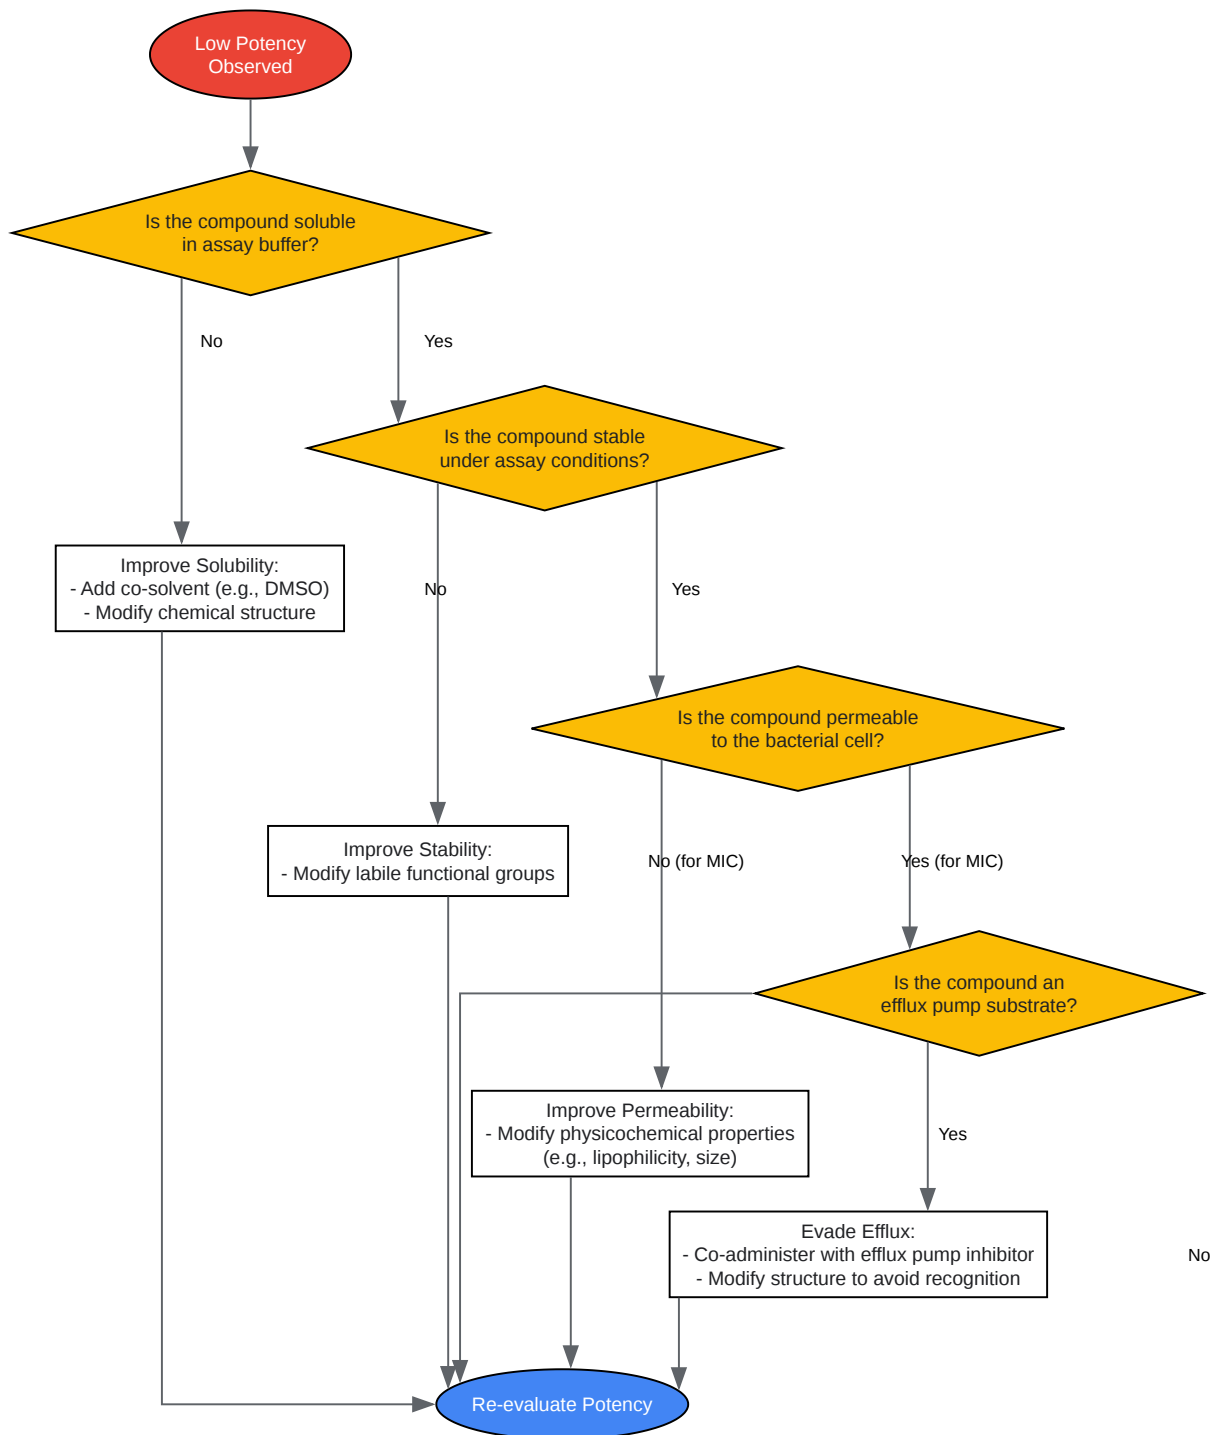 Low Potency
Observed
Is the compound soluble
in assay buffer?
No
Yes
Is the compound stable
under assay conditions?
Improve Solubility:
- Add co-solvent (e.g., DMSO)
- Modify chemical structure
No
Yes
Is the compound permeable
to the bacterial cell?
Improve Stability:
- Modify labile functional groups
No (for MIC)
Yes (for MIC)
Is the compound an
efflux pump substrate?
Improve Permeability:
- Modify physicochemical properties
(e.g., lipophilicity, size)
Yes
Evade Efflux:
- Co-administer with efflux pump inhibitor
- Modify structure to avoid recognition
No
Re-evaluate Potency